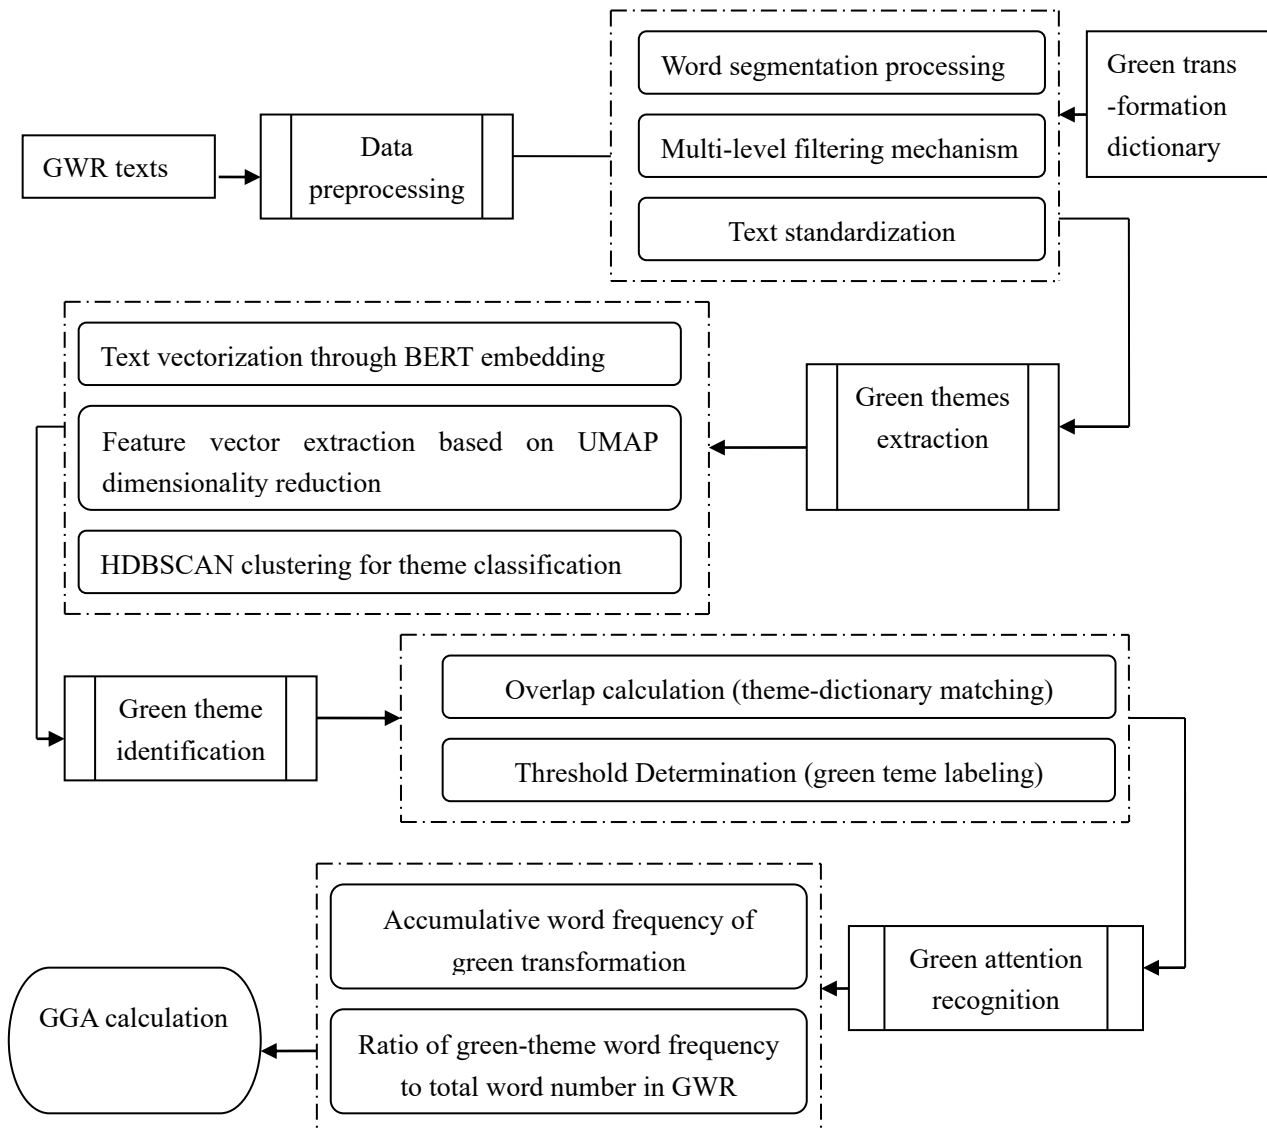 GWR texts
Data
preprocessing
Word segmentation processing
Multi-level filtering mechanism
Text standardization
Green trans
-formation
dictionary
Green themes
extraction
Text vectorization through BERT embedding
Feature vector extraction based on UMAP
dimensionality reduction
HDBSCAN clustering for theme classification
Green theme
identification
Overlap calculation (theme-dictionary matching)
Threshold Determination (green teme labeling)
Green attention
recognition
Accumulative word frequency of
green transformation
Ratio of green-theme word frequency
to total word number in GWR
GGA calculation